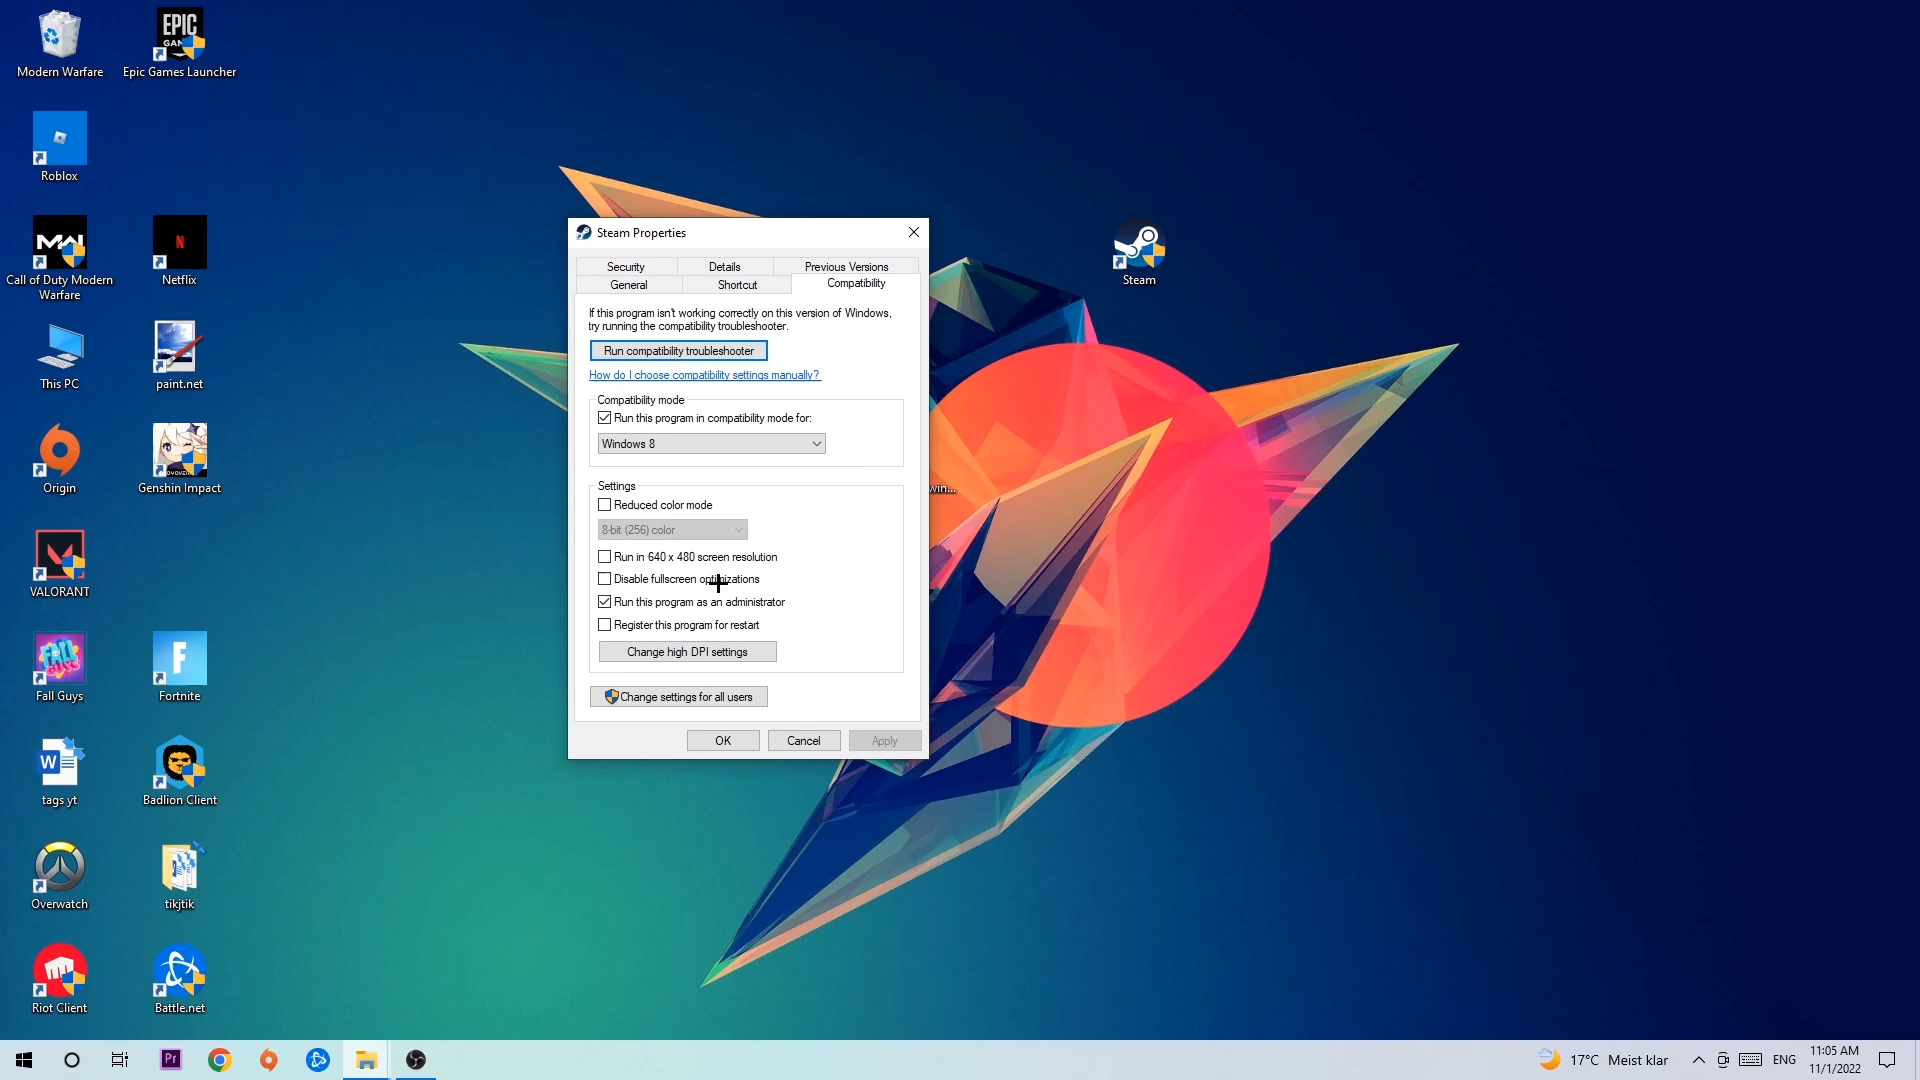 EPIC
GAMES
Modern Warfare
Epic Games Launcher
Roblox
N
Call of Duty Modern
Warfare
Netflix
This PC
paint.net
Origin
Genshin Impact
VALORANT
FALL
GUYS
F
Fall Guys
Fortnite
W
tags yt
Badlion Client
Overwatch
tikjtik
Riot Client
Battle.net
Steam
win...
Steam Properties
Security
Details
Previous Versions
General
Shortcut
Compatibility
If this program isn't working correctly on this version of Windows,
try running the compatibility troubleshooter.
Run compatibility troubleshooter
How do I choose compatibility settings manually?
Compatibility mode
Run this program in compatibility mode for:
Windows 8
Settings
Reduced color mode
8-bit (256) color
Run in 640 x 480 screen resolution
Disable fullscreen optimizations
Run this program as an administrator
Register this program for restart
Change high DPI settings
Change settings for all users
OK
Cancel
Apply
Pr
17°C Meist klar
ENG
11:05 AM
11/1/2022